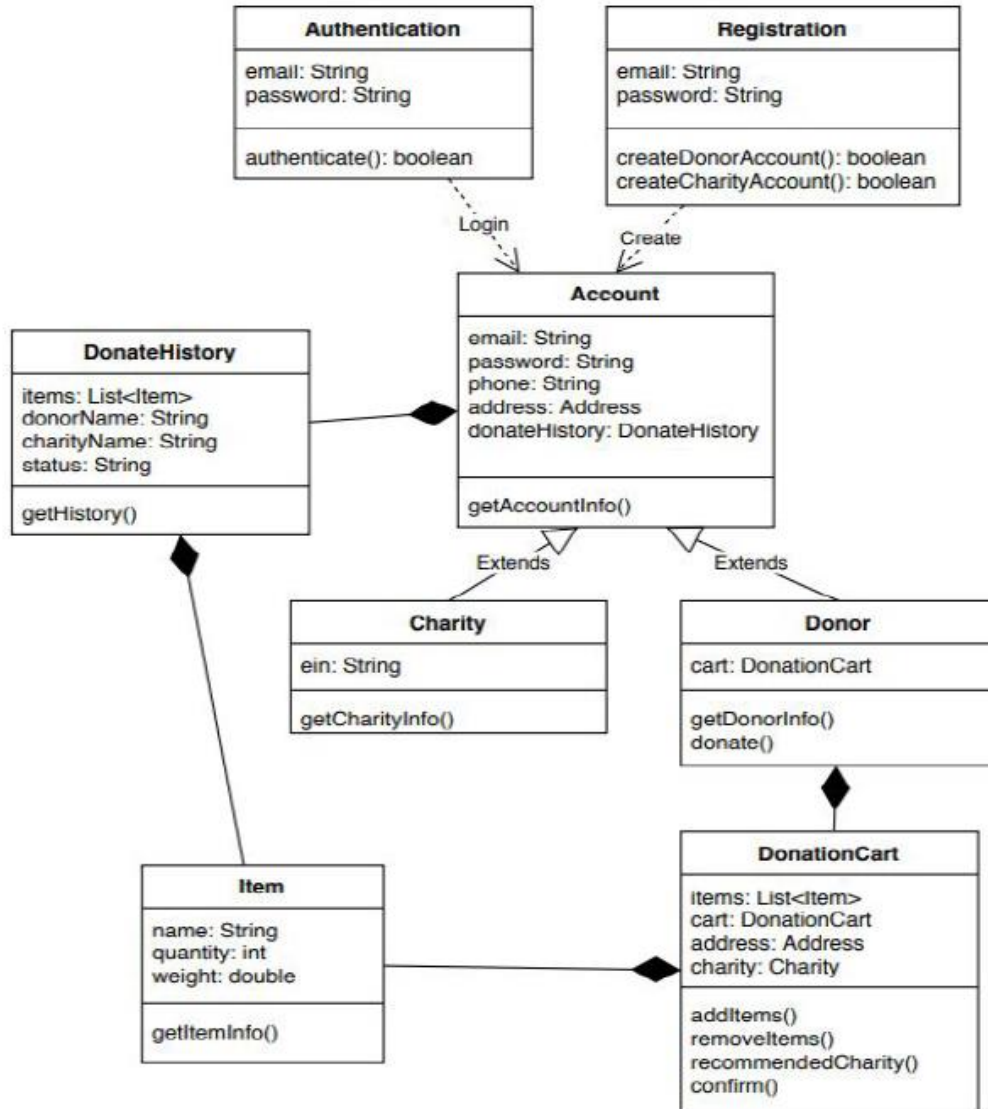 Authentication
email: String
password: String
authenticate(): boolean
Registration
email: String
password: String
createDonorAccount(): boolean
createCharityAccount(): boolean
Login
Create
Account
email: String
password: String
phone: String
address: Address
donateHistory: DonateHistory
getAccountInfo()
DonateHistory
items: List<Item>
donorName: String
charityName: String
status: String
getHistory()
Extends
Extends
Charity
ein: String
getCharityInfo()
Donor
cart: DonationCart
getDonorInfo()
donate()
Item
name: String
quantity: int
weight: double
getItemInfo()
DonationCart
items: List<Item>
cart: DonationCart
address: Address
charity: Charity
addItems()
removeItems()
recommendedCharity()
confirm()